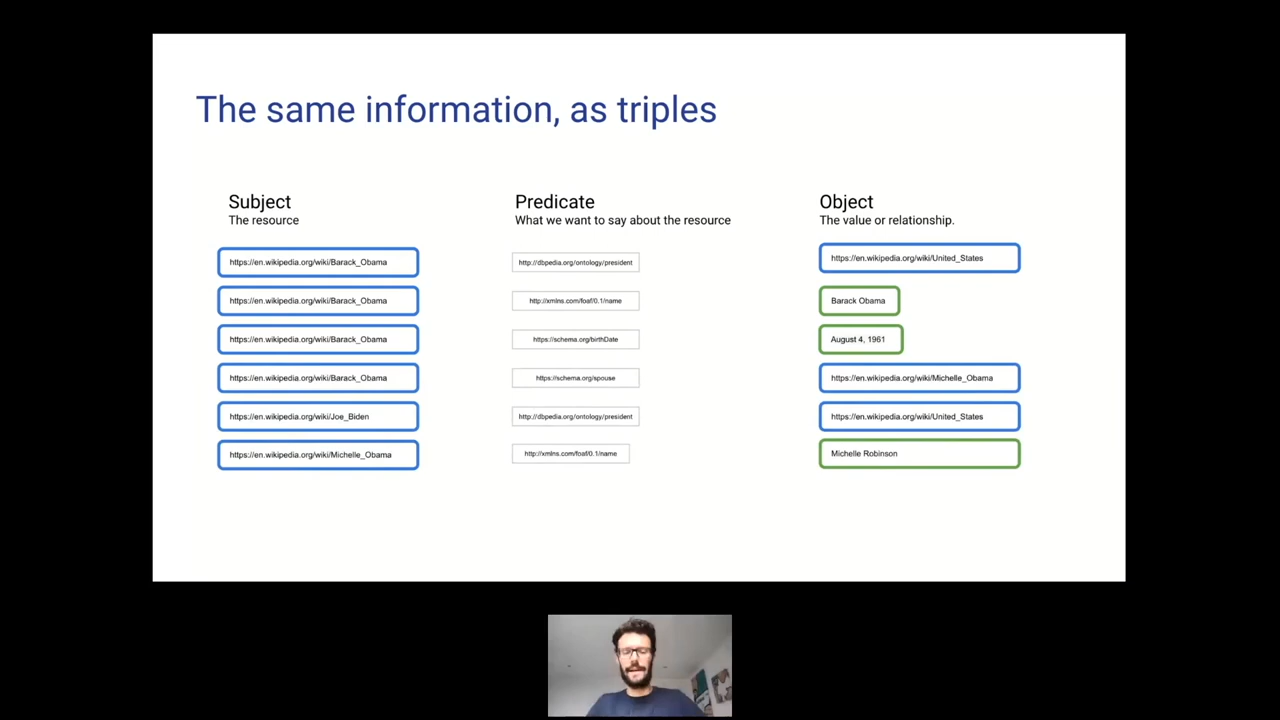 The same information, as triples
Subject
The resource
Predicate
What we want to say about the resource
Object
The value or relationship.
https://en.wikipedia.org/wiki/Barack_Obama
http://dbpedia.org/ontology/president
https://en.wikipedia.org/wiki/United_States
https://en.wikipedia.org/wiki/Barack_Obama
http://xmlns.com/foaf/0.1/name
Barack Obama
https://en.wikipedia.org/wiki/Barack_Obama
https://schema.org/birthDate
August 4, 1961
https://en.wikipedia.org/wiki/Barack_Obama
https://schema.org/spouse
https://en.wikipedia.org/wiki/Michelle_Obama
https://en.wikipedia.org/wiki/Joe_Biden
http://dbpedia.org/ontology/president
https://en.wikipedia.org/wiki/United_States
https://en.wikipedia.org/wiki/Michelle_Obama
http://xmlns.com/foaf/0.1/name
Michelle Robinson